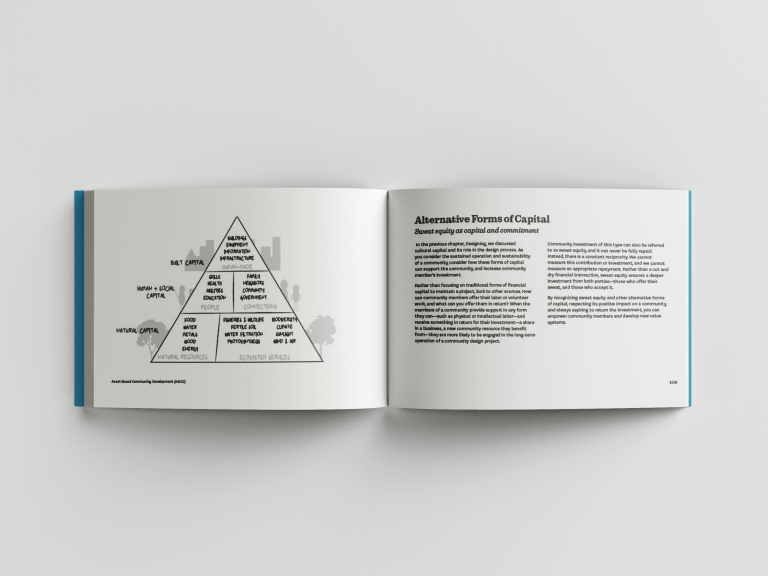 BUILDINGS
EQUIPMENT
INFORMATION
INFRASTRUCTURE
HUMAN-MADE
BUILT CAPITAL
SKILLS
HEALTH
ABILITIES
EDUCATION
PEOPLE
FAMILY
NEIGHBORS
COMMUNITY
GOVERNMENT
CONNECTIONS
HUMAN + SOCIAL
CAPITAL
NATURAL CAPITAL
FOOD
WATER
METALS
WOOD
ENERGY
NATURAL RESOURCES
FISHERIES & WILDLIFE
FERTILE SOIL
WATER FILTRATION
PHOTOSYNTHESIS
BIODIVERSITY
CLIMATE
SUNLIGHT
WIND & AIR
ECOSYSTEM SERVICES
Asset Based Community Development (ABCD)
Alternative Forms of Capital
Sweat equity as capital and commitment
In the previous chapter, Designing, we discussed
cultural capital and its role in the design process. As
you consider the sustained operation and sustainability
of a community, consider how these forms of capital
can support the community, and increase community
member's investment.
Rather than focusing on traditional forms of financial
capital to maintain a project, look to other sources. How
can community members offer their labor or volunteer
work, and what can you offer them in return? When the
members of a community provide support in any form
they can—such as physical or intellectual labor—and
receive something in return for their investment—a share
in a business, a new community resource they benefit
from—they are more likely to be engaged in the long-term
operation of a community design project.
Community investment of this type can also be referred
to as sweat equity, and it can never be fully repaid.
Instead, there is a constant reciprocity. We cannot
measure this contribution or investment, and we cannot
measure an appropriate repayment. Rather than a cut and
dry financial transaction, sweat equity ensures a deeper
investment from both parties—those who offer their
sweat, and those who accept it.
By recognizing sweat equity and other alternative forms
of capital, respecting its positive impact on a community,
and always aspiring to return the investment, you can
empower community members and develop new value
systems.
109